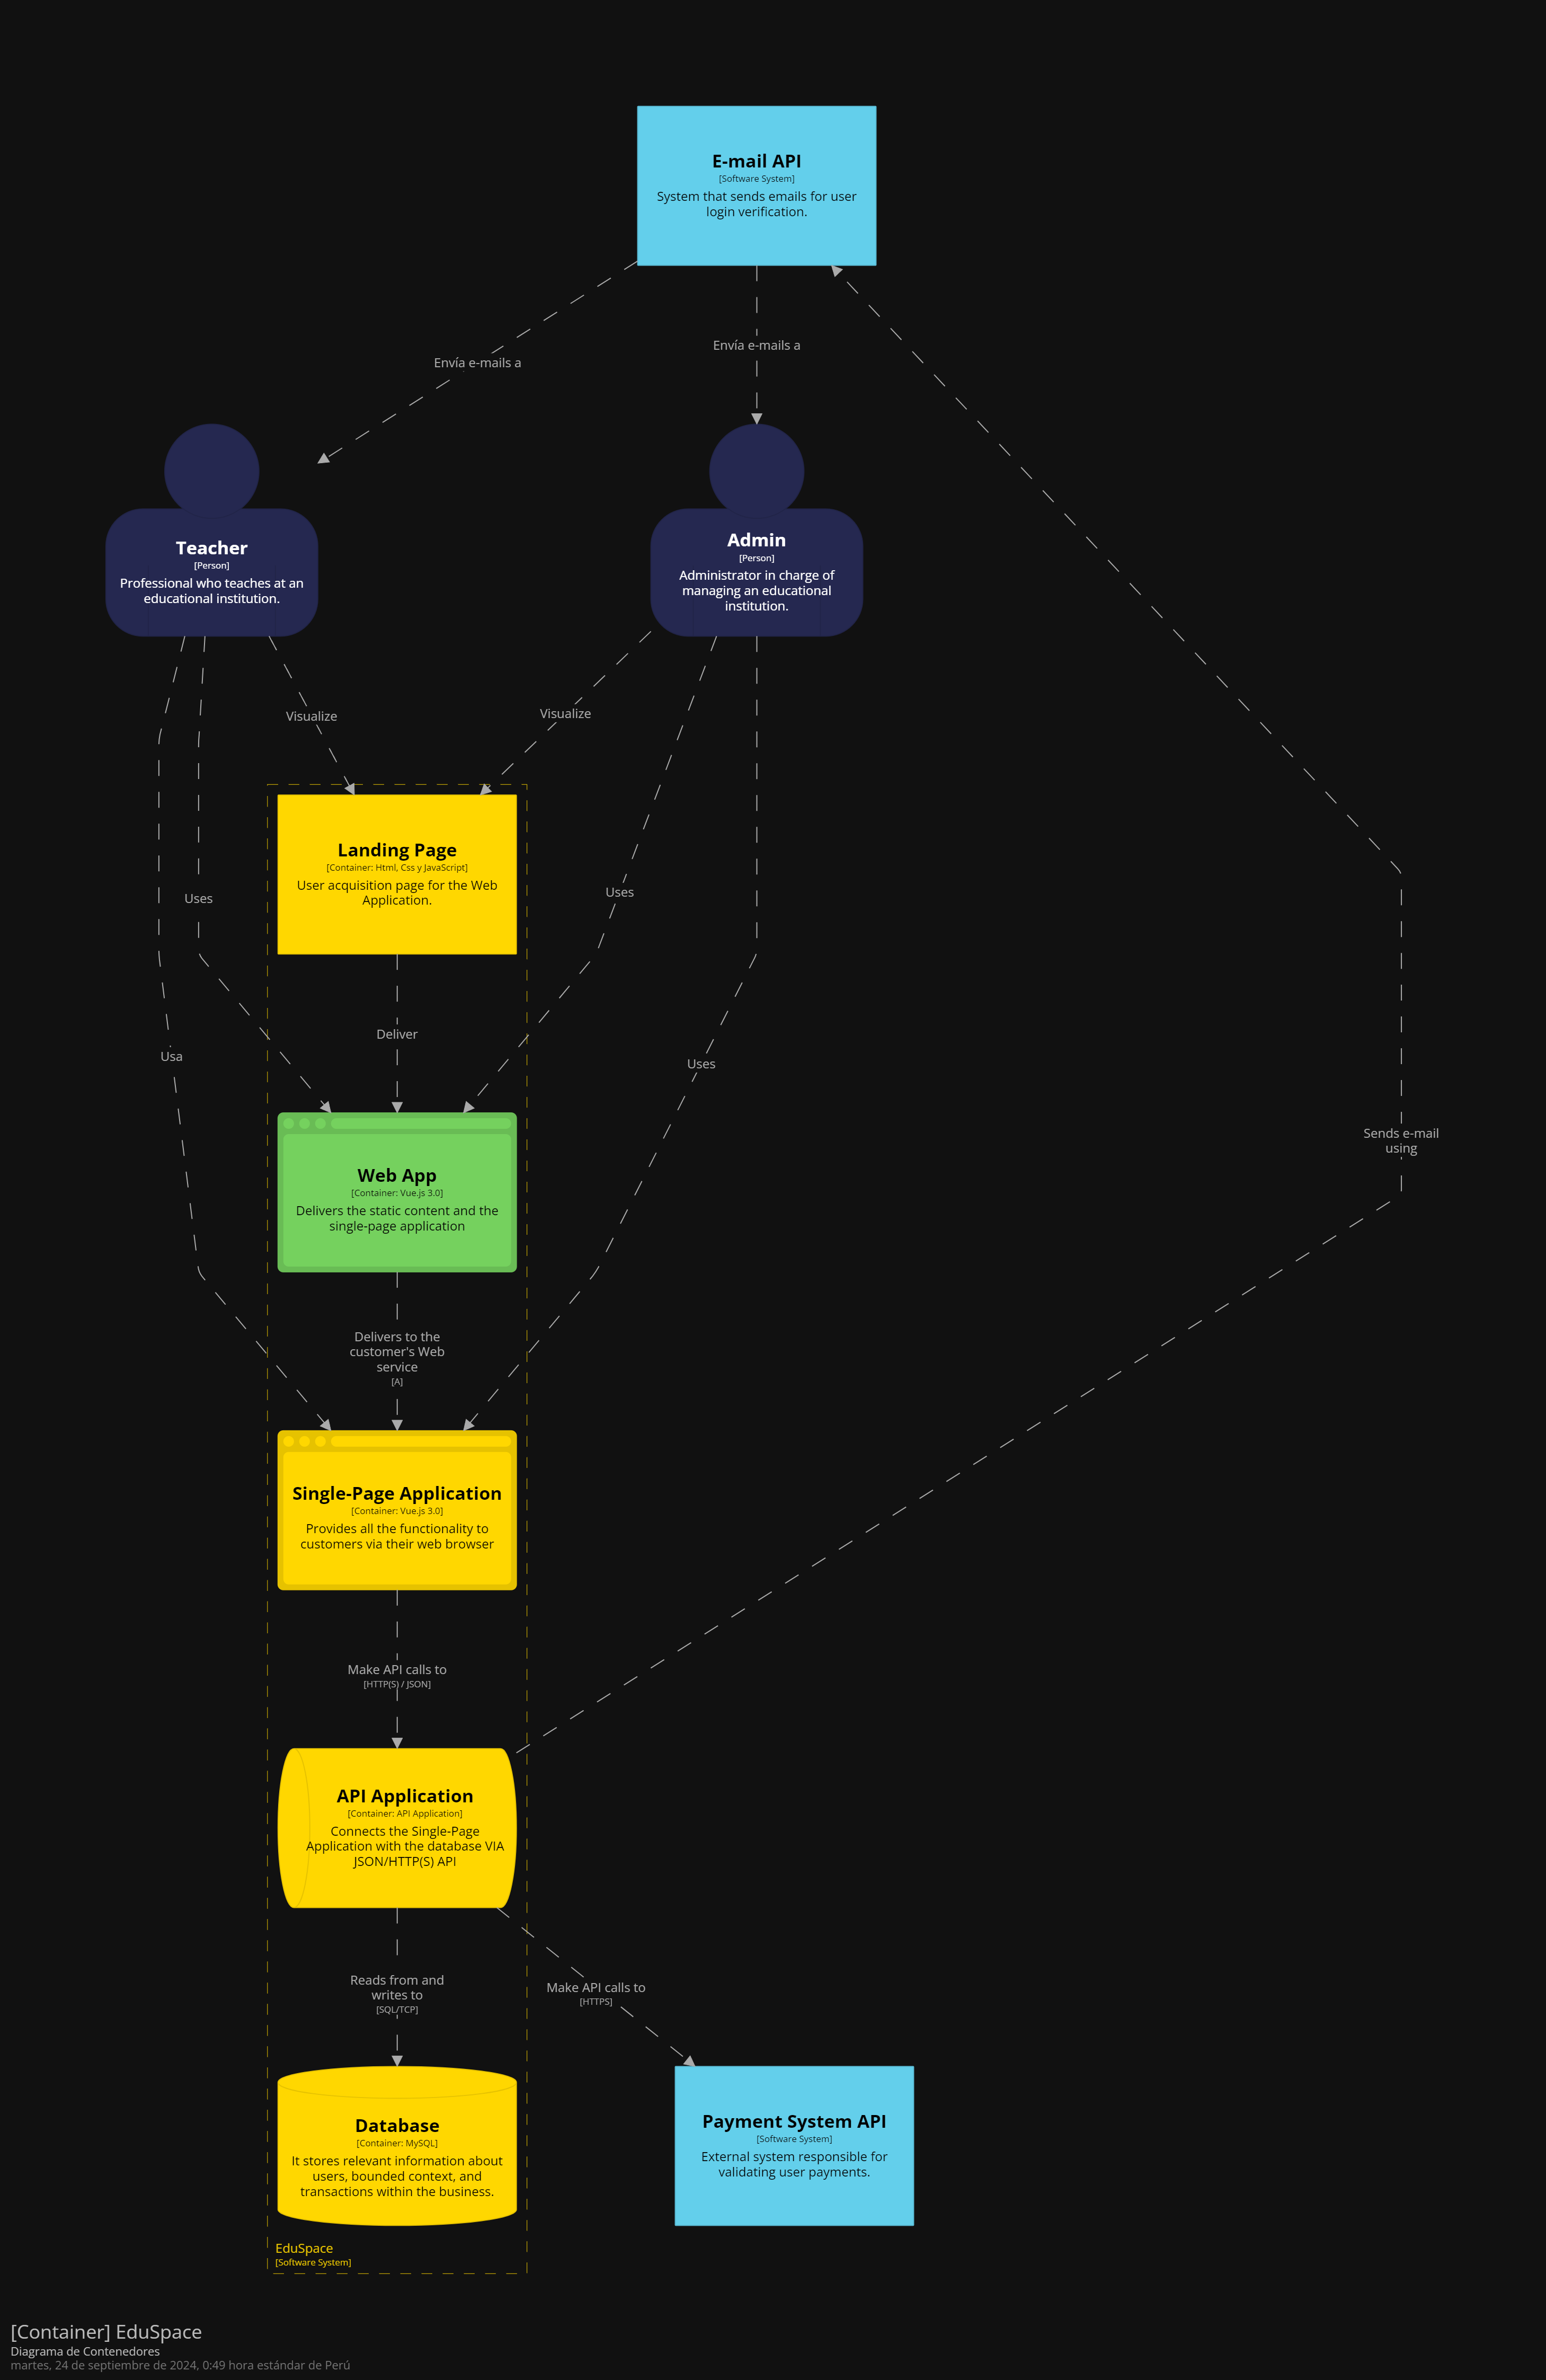 E-mail API
[Software System]
System that sends emails for user
login verification.
Envía e-mails a
Envía e-mails a
Teacher
[Person]
Professional who teaches at an
educational institution.
Admin
[Person]
Administrator in charge of
managing an educational
institution.
Visualize
Visualize
Landing Page
[Container: Html, Css y JavaScript]
User acquisition page for the Web
Application.
Uses
Uses
Deliver
Usa
Uses
Sends e-mail
using
Web App
[Container: Vue.js 3.0]
Delivers the static content and the
single-page application
Delivers to the
customer's Web
service
[A]
Single-Page Application
[Container: Vue.js 3.0]
Provides all the functionality to
customers via their web browser
Make API calls to
[HTTP(S) / JSON]
API Application
[Container: API Application]
Connects the Single-Page
Application with the database VIA
JSON/HTTP(S) API
Reads from and
writes to
[SQL/TCP]
Make API calls to
[HTTPS]
Database
[Container: MySQL]
It stores relevant information about
users, bounded context, and
transactions within the business.
Payment System API
[Software System]
External system responsible for
validating user payments.
EduSpace
[Software System]
[Container] EduSpace
Diagrama de Contenedores
martes, 24 de septiembre de 2024, 0:49 hora estándar de Perú